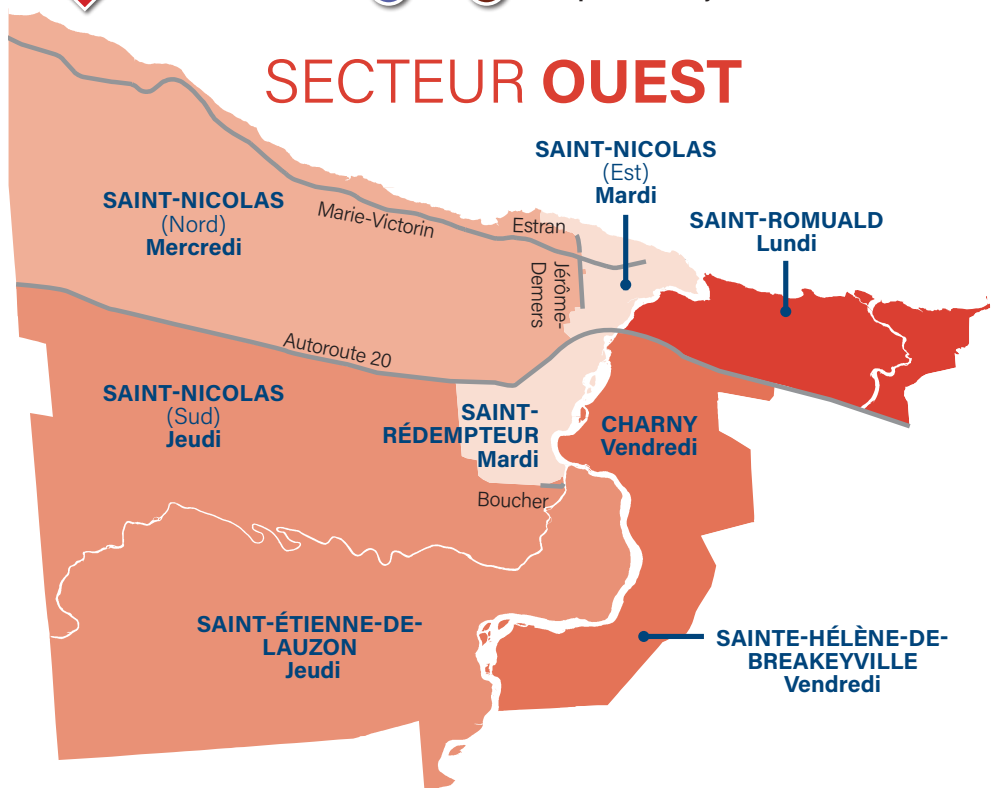 SECTEUR OUEST
SAINT-NICOLAS
(Est)
Mardi
SAINT-ROMUALD
Lundi
SAINT-NICOLAS
(Nord)
Mercredi
Marie-Victorin
Estran
Jérôme-
Demers
Autoroute 20
SAINT-NICOLAS
(Sud)
Jeudi
SAINT-
RÉDEMPTEUR
Mardi
CHARNY
Vendredi
Boucher
SAINT-ÉTIENNE-DE-
LAUZON
Jeudi
SAINTE-HÉLÈNE-DE-
BREAKEYVILLE
Vendredi